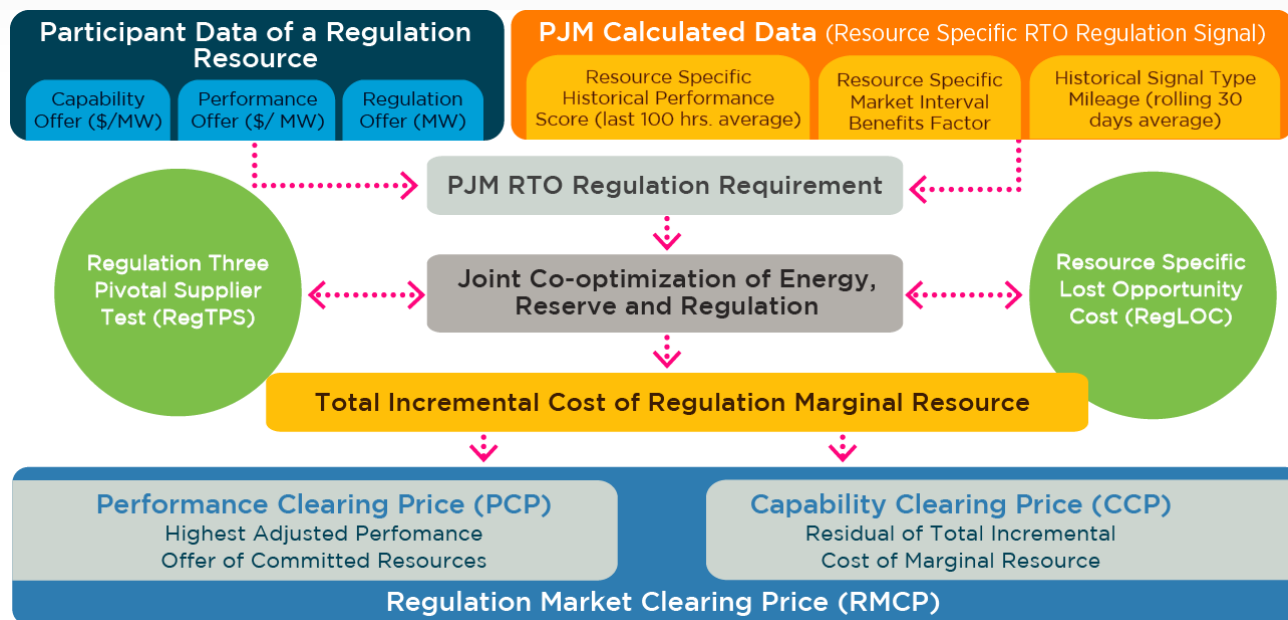 Participant Data of a Regulation
Resource
Capability
Offer ($/MW)
Performance
Offer ($/ MW)
Regulation
Offer (MW)
PJM Calculated Data (Resource Specific RTO Regulation Signal)
Resource Specific
Historical Performance
Score (last 100 hrs. average)
Resource Specific
Market Interval
Benefits Factor
Historical Signal Type
Mileage (rolling 30
days average)
PJM RTO Regulation Requirement
Regulation Three
Pivotal Supplier
Test (RegTPS)
Joint Co-optimization of Energy,
Reserve and Regulation
Resource Specific
Lost Opportunity
Cost (RegLOC)
Total Incremental Cost of Regulation Marginal Resource
Performance Clearing Price (PCP)
Highest Adjusted Perfomance
Offer of Committed Resources
Capability Clearing Price (CCP)
Residual of Total Incremental
Cost of Marginal Resource
Regulation Market Clearing Price (RMCP)